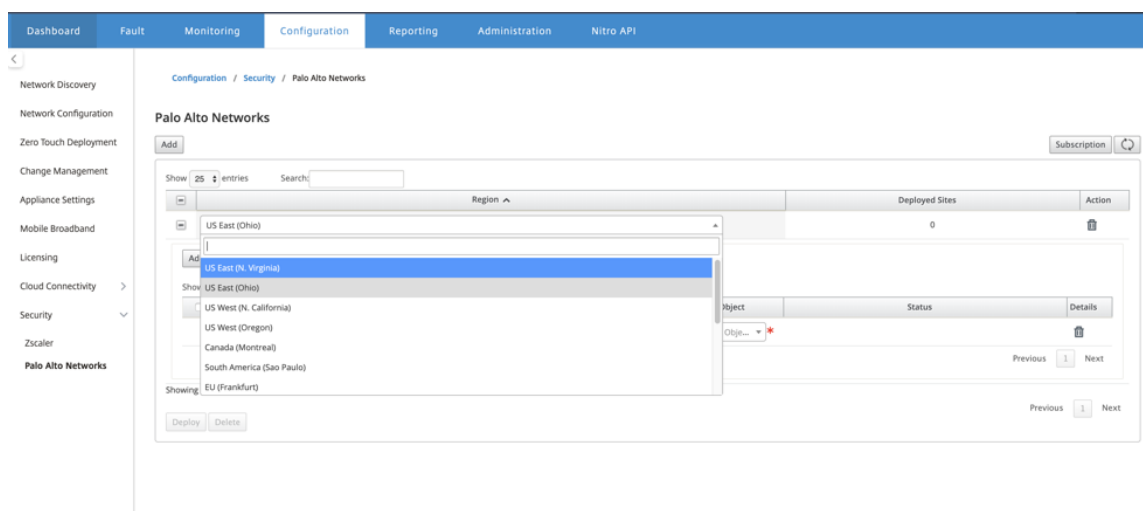 Dashboard Fault Monitoring Configuration Reporting Administration Nitro API
Configuration / Security / Palo Alto Networks
Network Discovery
Network Configuration
Zero Touch Deployment
Change Management
Appliance Settings
Mobile Broadband
Licensing
Cloud Connectivity
Security
Zscaler
Palo Alto Networks
Palo Alto Networks
Add
Subscription
Show 25 entries Search:
Region Deployed Sites Action
US East (Ohio) 0
Ad
US East (N. Virginia)
Show US East (Ohio)
US West (N. California)
Object Status Details
US West (Oregon)
Obje... *
Canada (Montreal)
Previous 1 Next
South America (Sao Paulo)
Showing EU (Frankfurt)
Previous 1 Next
Deploy Delete